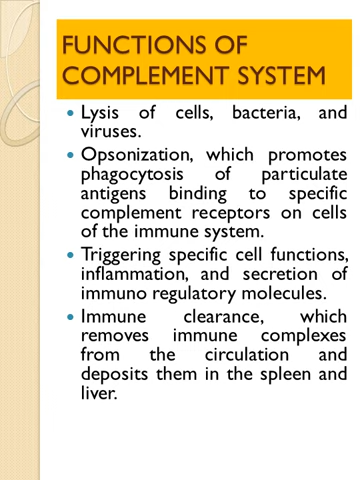 FUNCTIONS OF
COMPLEMENT SYSTEM
Lysis of cells, bacteria, and
viruses.
Opsonization, which promotes
phagocytosis of particulate
antigens binding to specific
complement receptors on cells
of the immune system.
Triggering specific cell functions,
inflammation, and secretion of
immuno regulatory molecules.
Immune clearance, which
removes immune complexes
from the circulation and
deposits them in the spleen and
liver.